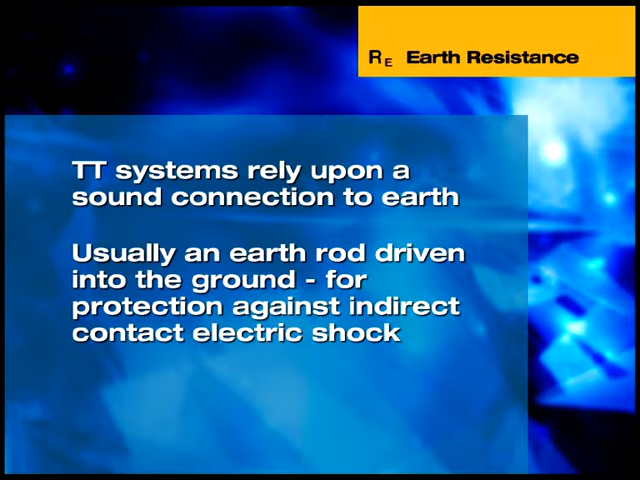 RE Earth Resistance
TT systems rely upon a
sound connection to earth
Usually an earth rod driven
into the ground - for
protection against indirect
contact electric shock